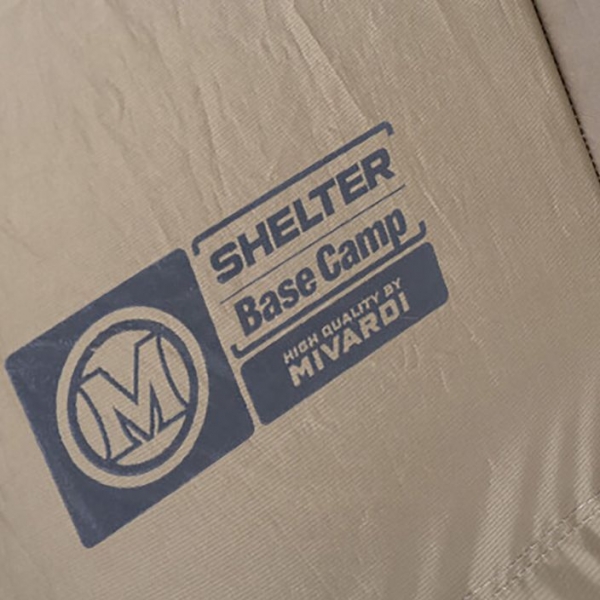 M
SHELTER
Base Camp
HIGH QUALITY BY
MIVARDI